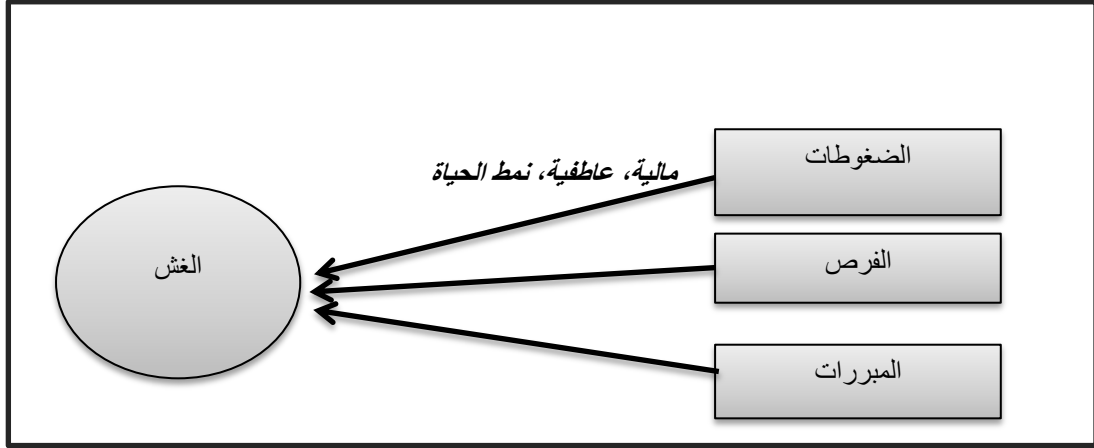 الضغوطات
مالية، عاطفية، نمط الحياة
الفرص
الغش
المبررات